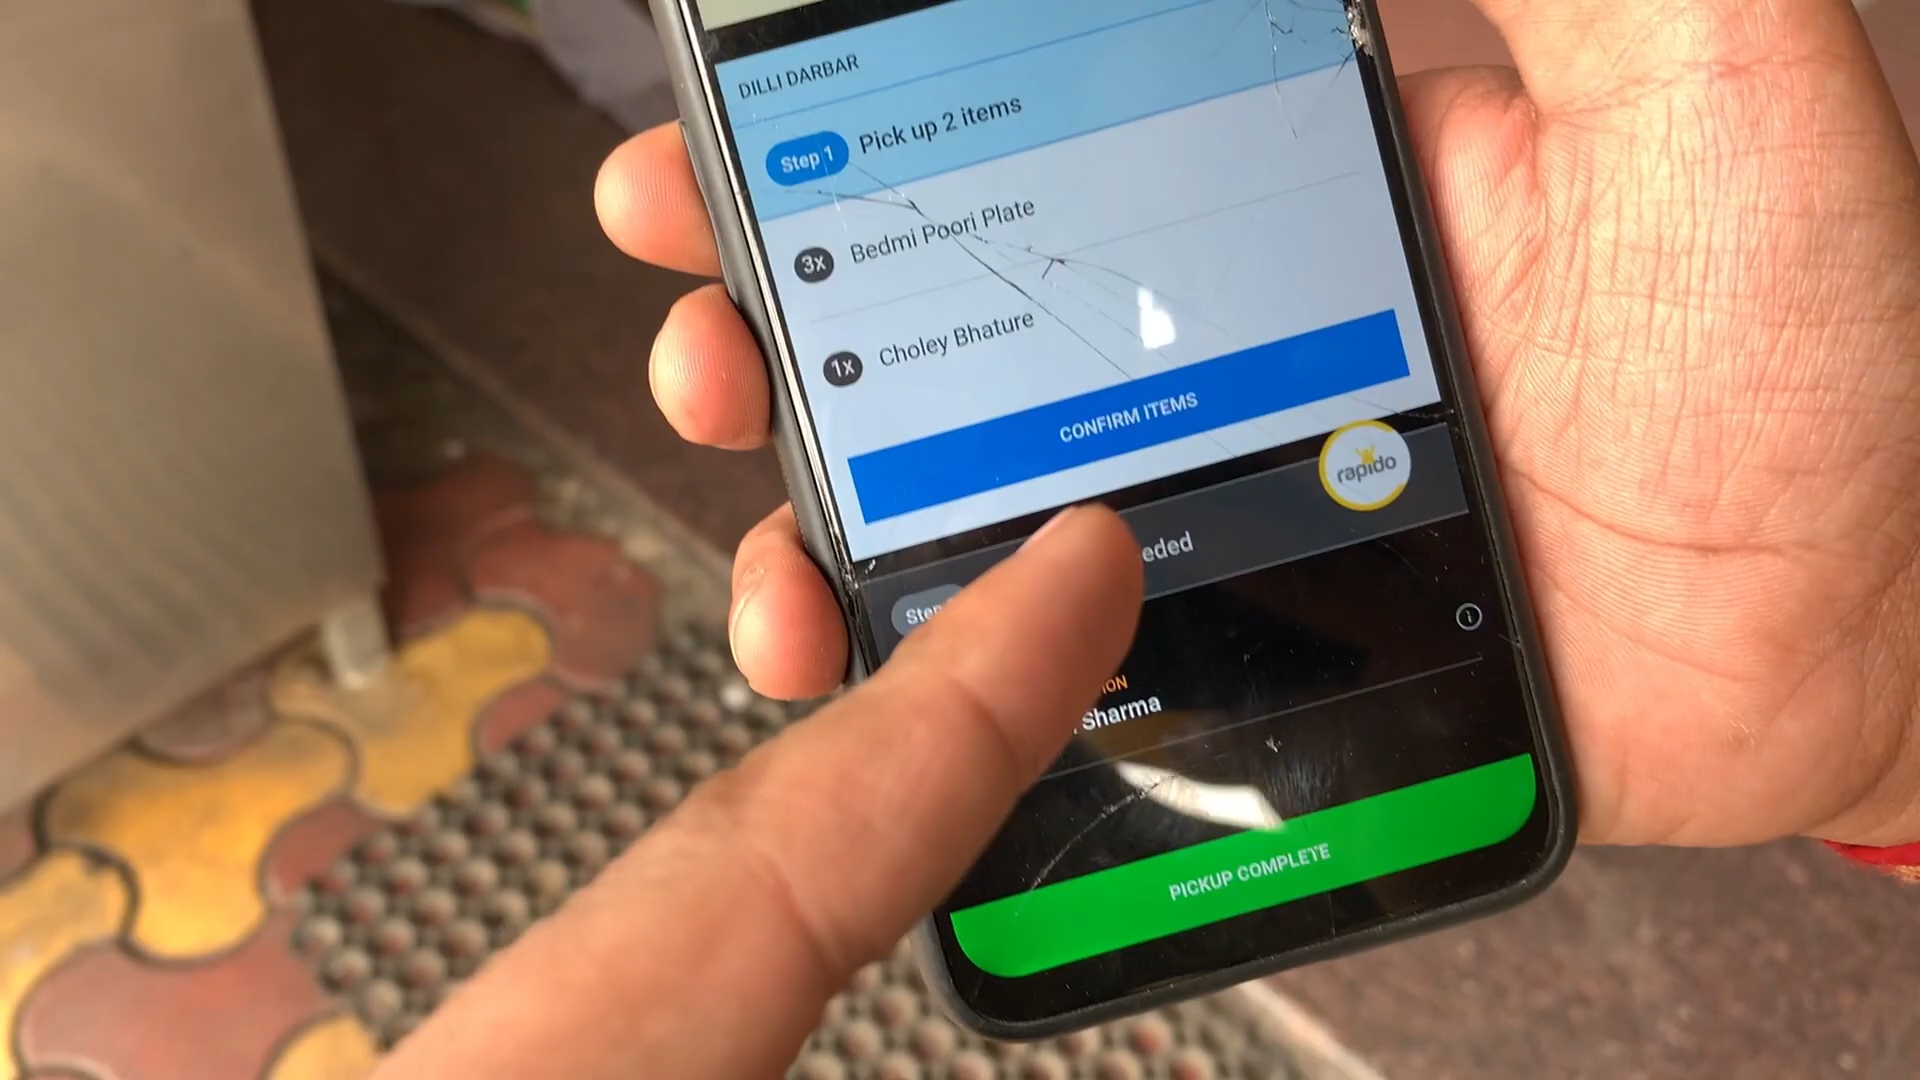 DILLI DARBAR
Step 1 Pick up 2 items
3x Bedmi Poori Plate
1x Choley Bhature
CONFIRM ITEMS
rapido
Sharma
PICKUP COMPLETE